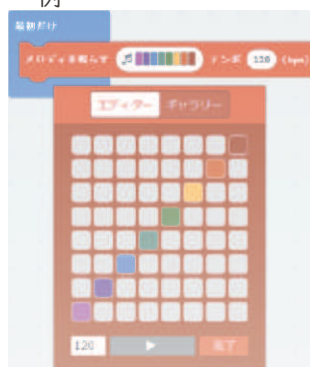 例
最初だけ
メロディを鳴らす テンポ 120 (bpm)
エディター ギャラリー
120 完了